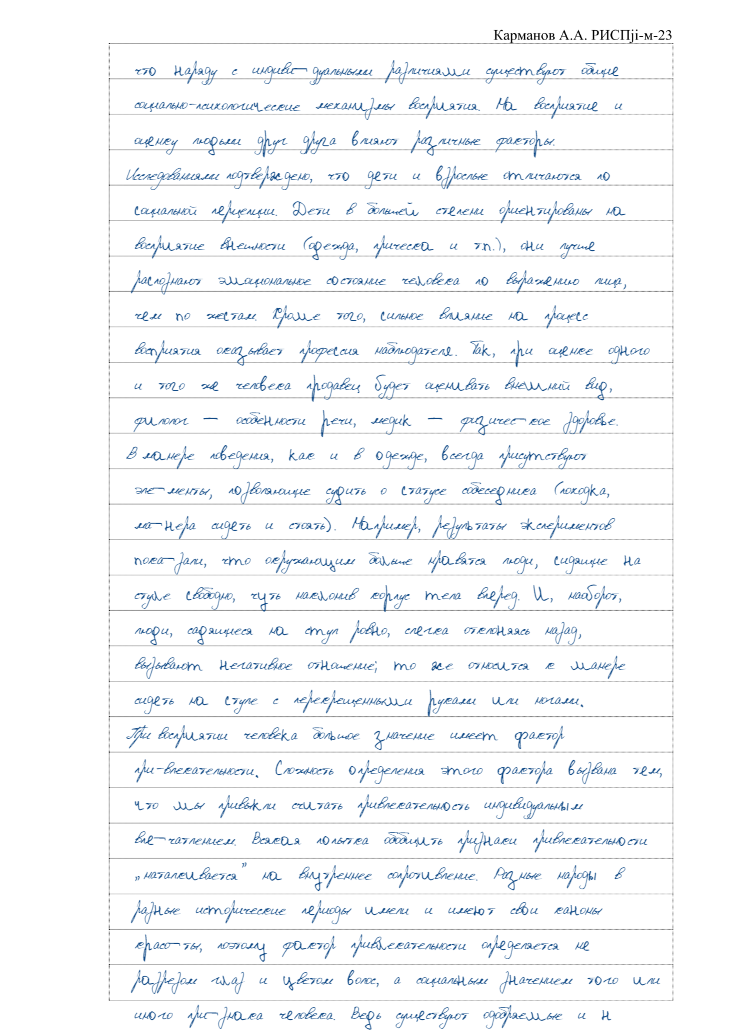 Карманов А.А. РИСПji-м-23
что наряду с индиви-дуальными различиями существуют общие
социально-психологические механизмы восприятия. На восприятие и
оценку людьми друг друга влияют различные факторы.
Исследованиями подтверждено, что дети и взрослые отличаются по
социальной перцепции. Дети в большей степени ориентированы на
восприятие внешности (одежда, прическа и т.п.), они лучше
распознают эмоциональное состояние человека по выражению лица,
чем по жестам. Кроме того, сильное влияние на процесс
восприятия оказывает профессия наблюдателя. Так, при оценке одного
и того же человека продавец будет оценивать внешний вид,
филолог — особенности речи, медик — физичес-кое здоровье.
В манере поведения, как и в одежде, всегда присутствуют
эле-менты, позволяющие судить о статусе собеседника (походка,
ма-нера сидеть и стоять). Например, результаты экспериментов
пока-зали, что окружающим больше нравятся люди, сидящие на
стуле свободно, чуть наклонив корпус тела вперед. И, наоборот,
люди, садящиеся на стул ровно, слегка отклоняясь назад,
вызывают негативное отношение; то же относится к манере
сидеть на стуле с перекрещенными руками или ногами.
При восприятии человека большое значение имеет фактор
при-влекательности. Сложность определения этого фактора вызвана тем,
что мы привыкли считать привлекательность индивидуальным
впе-чатлением. Всякая попытка обобщить признаки привлекательности
„наталкивается” на внутреннее сопротивление. Разные народы в
разные исторические периоды имели и имеют свои каноны
красо-ты, поэтому фактор привлекательности определяется не
разрезом глаз и цветом волос, а социальным значением того или
иного при-знака человека. Ведь существуют одобряемые и н